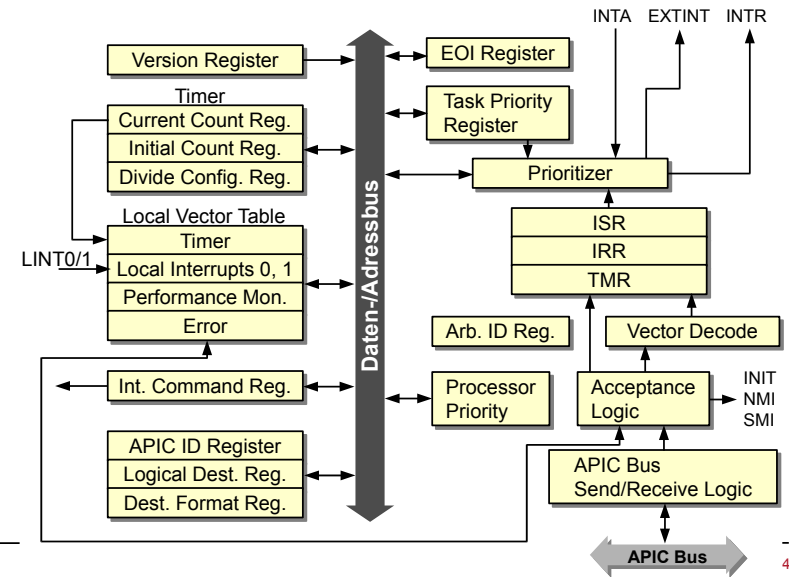 INTA EXTINT INTR
Version Register
EOI Register
Timer
Current Count Reg.
Initial Count Reg.
Divide Config. Reg.
Task Priority
Register
Prioritizer
Local Vector Table
Timer
LINT0/1
Local Interrupts 0, 1
Performance Mon.
Error
Daten-/Adressbus
ISR
IRR
TMR
Arb. ID Reg.
Vector Decode
Int. Command Reg.
Processor
Priority
Acceptance
Logic
INIT
NMI
SMI
APIC ID Register
Logical Dest. Reg.
Dest. Format Reg.
APIC Bus
Send/Receive Logic
APIC Bus
4